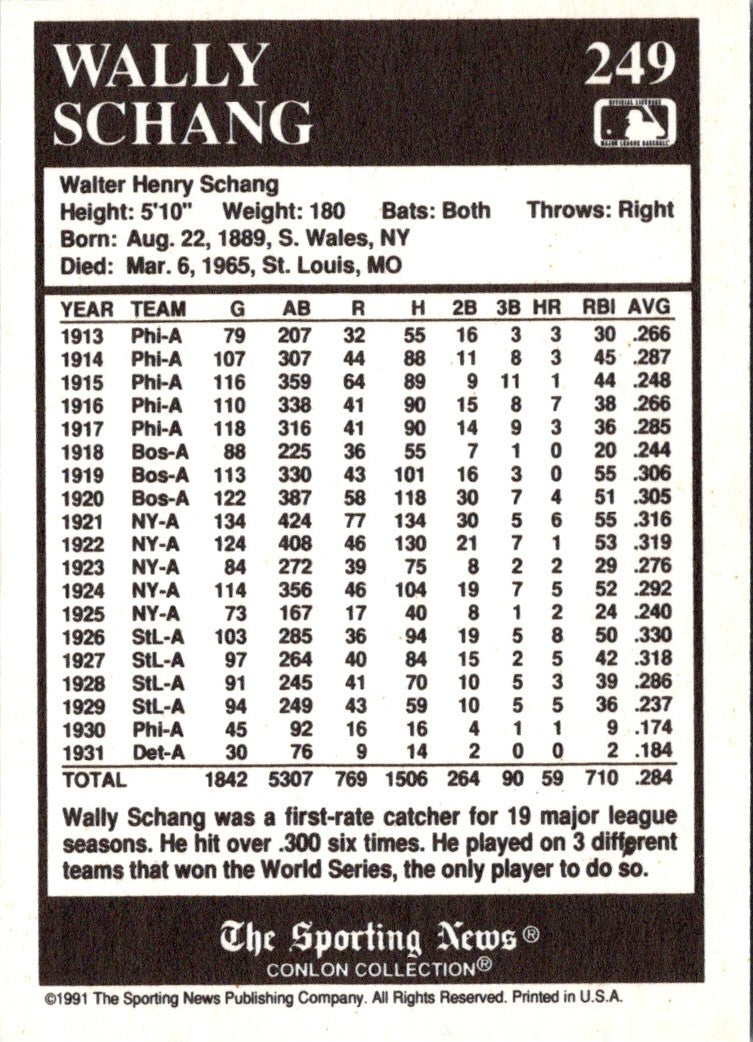 WALLY
SCHANG
249
OFFICIAL LICENSEE
MAJOR LEAGUE BASEBALL
Walter Henry Schang
Height: 5'10" Weight: 180 Bats: Both Throws: Right
Born: Aug. 22, 1889, S. Wales, NY
Died: Mar. 6, 1965, St. Louis, MO
YEAR TEAM G AB R H 2B 3B HR RBI AVG
1913 Phi-A 79 207 32 55 16 3 3 30 .266
1914 Phi-A 107 307 44 88 11 8 3 45 .287
1915 Phi-A 116 359 64 89 9 11 1 44 .248
1916 Phi-A 110 338 41 90 15 8 7 38 .266
1917 Phi-A 118 316 41 90 14 9 3 36 .285
1918 Bos-A 88 225 36 55 7 1 0 20 .244
1919 Bos-A 113 330 43 101 16 3 0 55 .306
1920 Bos-A 122 387 58 118 30 7 4 51 .305
1921 NY-A 134 424 77 134 30 5 6 55 .316
1922 NY-A 124 408 46 130 21 7 1 53 .319
1923 NY-A 84 272 39 75 8 2 2 29 .276
1924 NY-A 114 356 46 104 19 7 5 52 .292
1925 NY-A 73 167 17 40 8 1 2 24 .240
1926 StL-A 103 285 36 94 19 5 8 50 .330
1927 StL-A 97 264 40 84 15 2 5 42 .318
1928 StL-A 91 245 41 70 10 5 3 39 .286
1929 StL-A 94 249 43 59 10 5 5 36 .237
1930 Phi-A 45 92 16 16 4 1 1 9 .174
1931 Det-A 30 76 9 14 2 0 0 2 .184
TOTAL 1842 5307 769 1506 264 90 59 710 .284
Wally Schang was a first-rate catcher for 19 major league
seasons. He hit over .300 six times. He played on 3 different
teams that won the World Series, the only player to do so.
The Sporting News®
CONLON COLLECTION®
©1991 The Sporting News Publishing Company. All Rights Reserved. Printed in U.S.A.